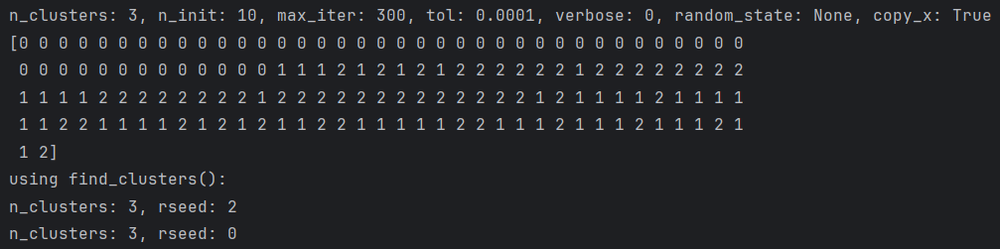 n_clusters: 3, n_init: 10, max_iter: 300, tol: 0.0001, verbose: 0, random_state: None, copy_x: True
[0 0 0 0 0 0 0 0 0 0 0 0 0 0 0 0 0 0 0 0 0 0 0 0 0 0 0 0 0 0 0 0 0 0 0 0 0
0 0 0 0 0 0 0 0 0 0 0 0 0 1 1 1 2 1 2 1 2 1 2 2 2 2 2 2 1 2 2 2 2 2 2 2 2
1 1 1 1 2 2 2 2 2 2 2 2 1 2 2 2 2 2 2 2 2 2 2 2 2 2 1 2 1 1 1 1 2 1 1 1 1
1 1 2 2 1 1 1 1 2 1 2 1 2 1 1 2 2 1 1 1 1 1 2 2 1 1 1 2 1 1 1 2 1 1 1 2 1
1 2]
using find_clusters():
n_clusters: 3, rseed: 2
n_clusters: 3, rseed: 0